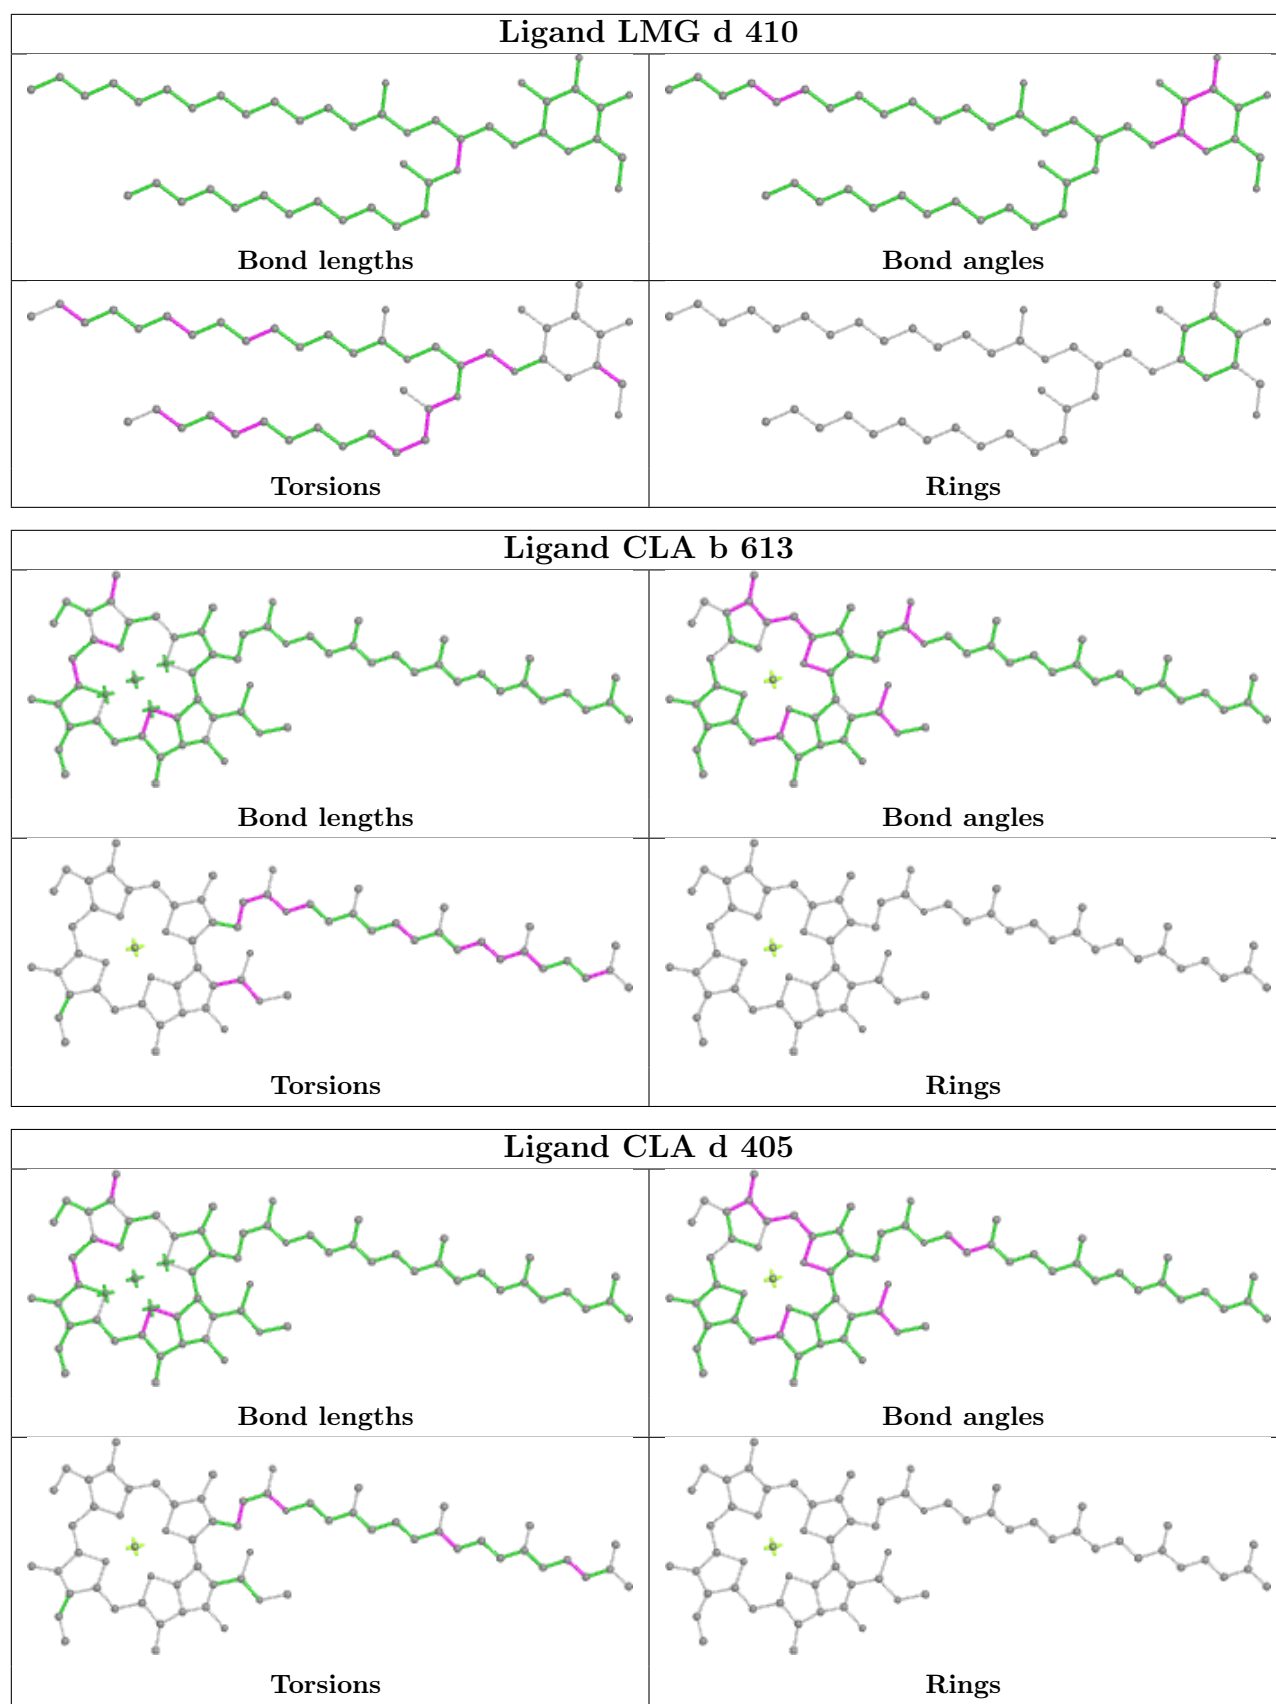 Ligand LMG d 410
Bond lengths
Bond angles
Torsions
Rings
Ligand CLA b 613
Bond lengths
Bond angles
Torsions
Rings
Ligand CLA d 405
Bond lengths
Bond angles
Torsions
Rings